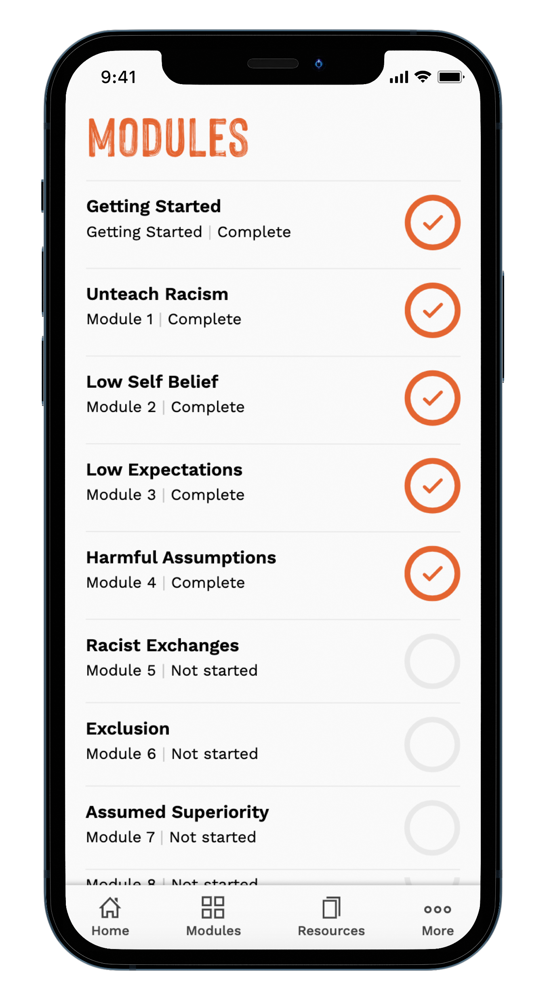 9:41
MODULES
Getting Started
Getting Started | Complete
Unteach Racism
Module 1 | Complete
Low Self Belief
Module 2 | Complete
Low Expectations
Module 3 | Complete
Harmful Assumptions
Module 4 | Complete
Racist Exchanges
Module 5 | Not started
Exclusion
Module 6 | Not started
Assumed Superiority
Module 7 | Not started
Module 8 | Not started
Home
Modules
Resources
More